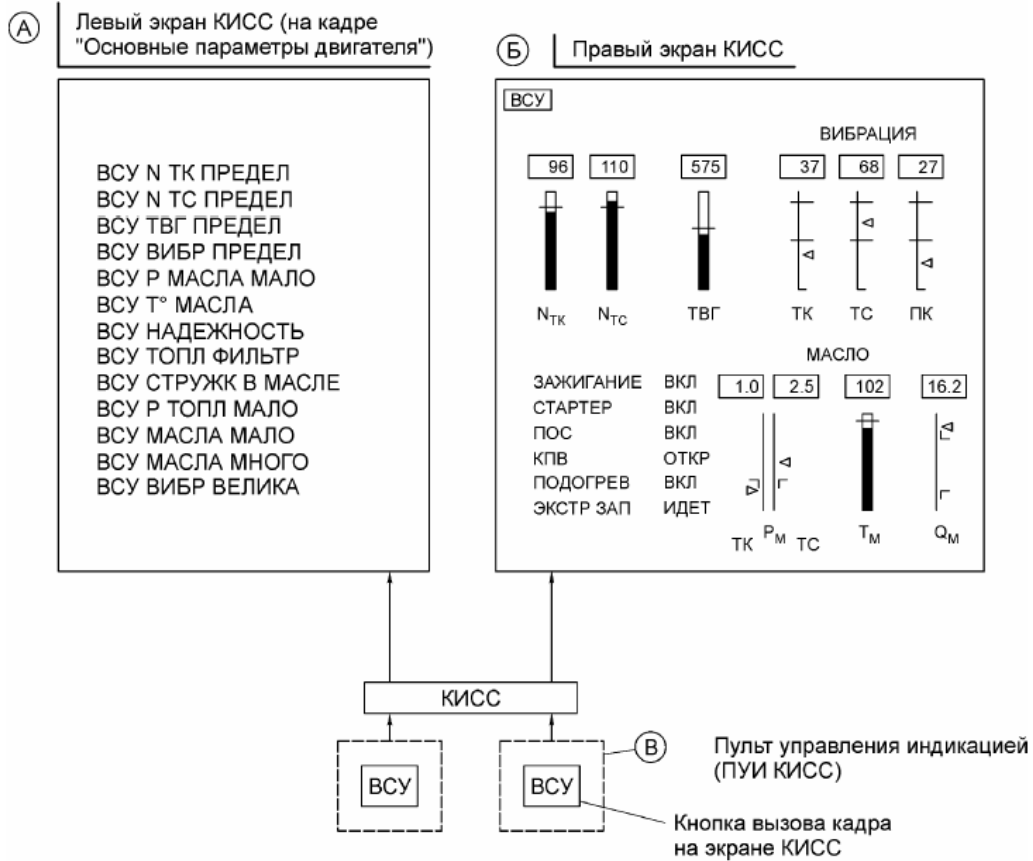 А
Левый экран КИСС (на кадре
"Основные параметры двигателя")
ВСУ N ТК ПРЕДЕЛ
ВСУ N ТС ПРЕДЕЛ
ВСУ ТВГ ПРЕДЕЛ
ВСУ ВИБР ПРЕДЕЛ
ВСУ Р МАСЛА МАЛО
ВСУ Т° МАСЛА
ВСУ НАДЕЖНОСТЬ
ВСУ ТОПЛ ФИЛЬТР
ВСУ СТРУЖК В МАСЛЕ
ВСУ Р ТОПЛ МАЛО
ВСУ МАСЛА МАЛО
ВСУ МАСЛА МНОГО
ВСУ ВИБР ВЕЛИКА
Б
Правый экран КИСС
ВСУ
ВИБРАЦИЯ
96 110 575 37 68 27
NТК NТС ТВГ ТК ТС ПК
МАСЛО
1.0 2.5 102 16.2
ЗАЖИГАНИЕ ВКЛ
СТАРТЕР ВКЛ
ПОС ВКЛ
КПВ ОТКР
ПОДОГРЕВ ВКЛ
ЭКСТР ЗАП ИДЕТ
ТК РМ ТС ТМ QМ
КИСС
ВСУ
ВСУ
В
Пульт управления индикацией
(ПУИ КИСС)
Кнопка вызова кадра
на экране КИСС